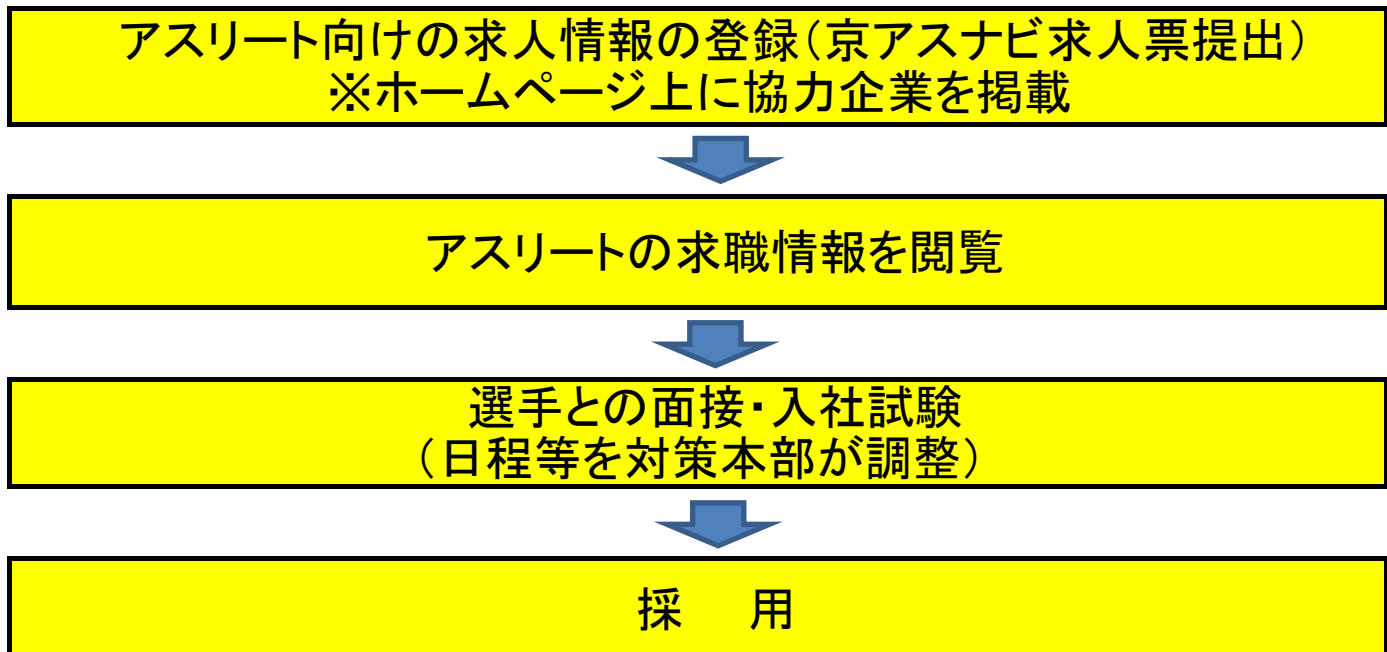 アスリート向けの求人情報の登録(京アスナビ求人票提出)
※ホームページ上に協力企業を掲載
アスリートの求職情報を閲覧
選手との面接・入社試験
(日程等を対策本部が調整)
採　用